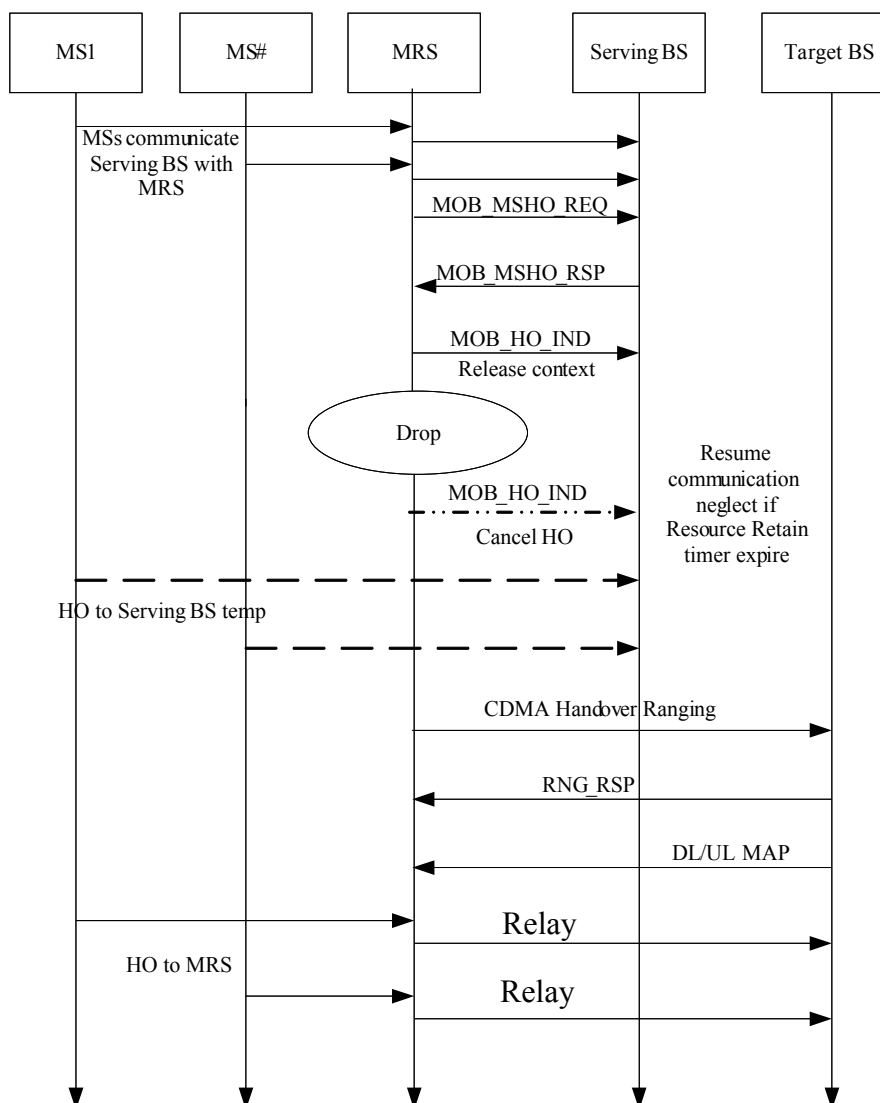 MS1
MS#
MRS
Serving BS
Target BS
MSs communicate
Serving BS with
MRS
MOB_MSHO_REQ
MOB_MSHO_RSP
MOB_HO_IND
Release context
Drop
MOB_HO_IND
Cancel HO
Resume
communication
neglect if
Resource Retain
timer expire
HO to Serving BS temp
CDMA Handover Ranging
RNG_RSP
DL/UL MAP
Relay
HO to MRS
Relay